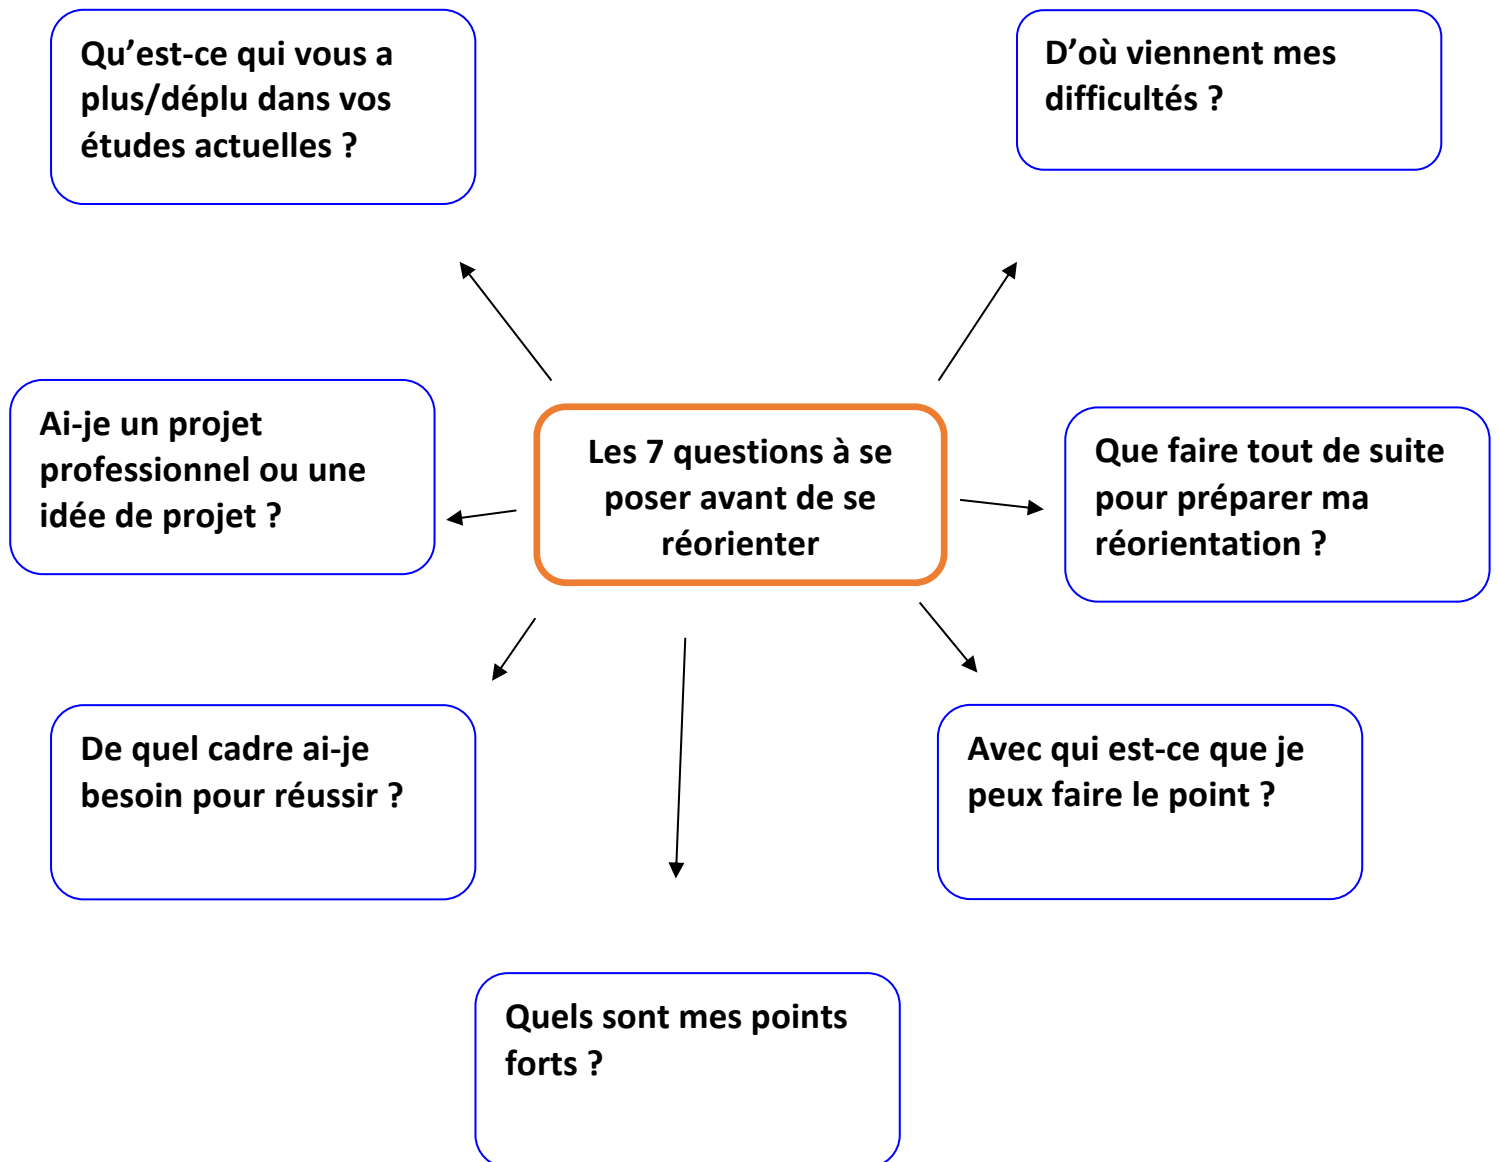 Qu’est-ce qui vous a
plus/déplu dans vos
études actuelles ?
D’où viennent mes
difficultés ?
Ai-je un projet
professionnel ou une
idée de projet ?
Les 7 questions à se
poser avant de se
réorienter
Que faire tout de suite
pour préparer ma
réorientation ?
De quel cadre ai-je
besoin pour réussir ?
Avec qui est-ce que je
peux faire le point ?
Quels sont mes points
forts ?